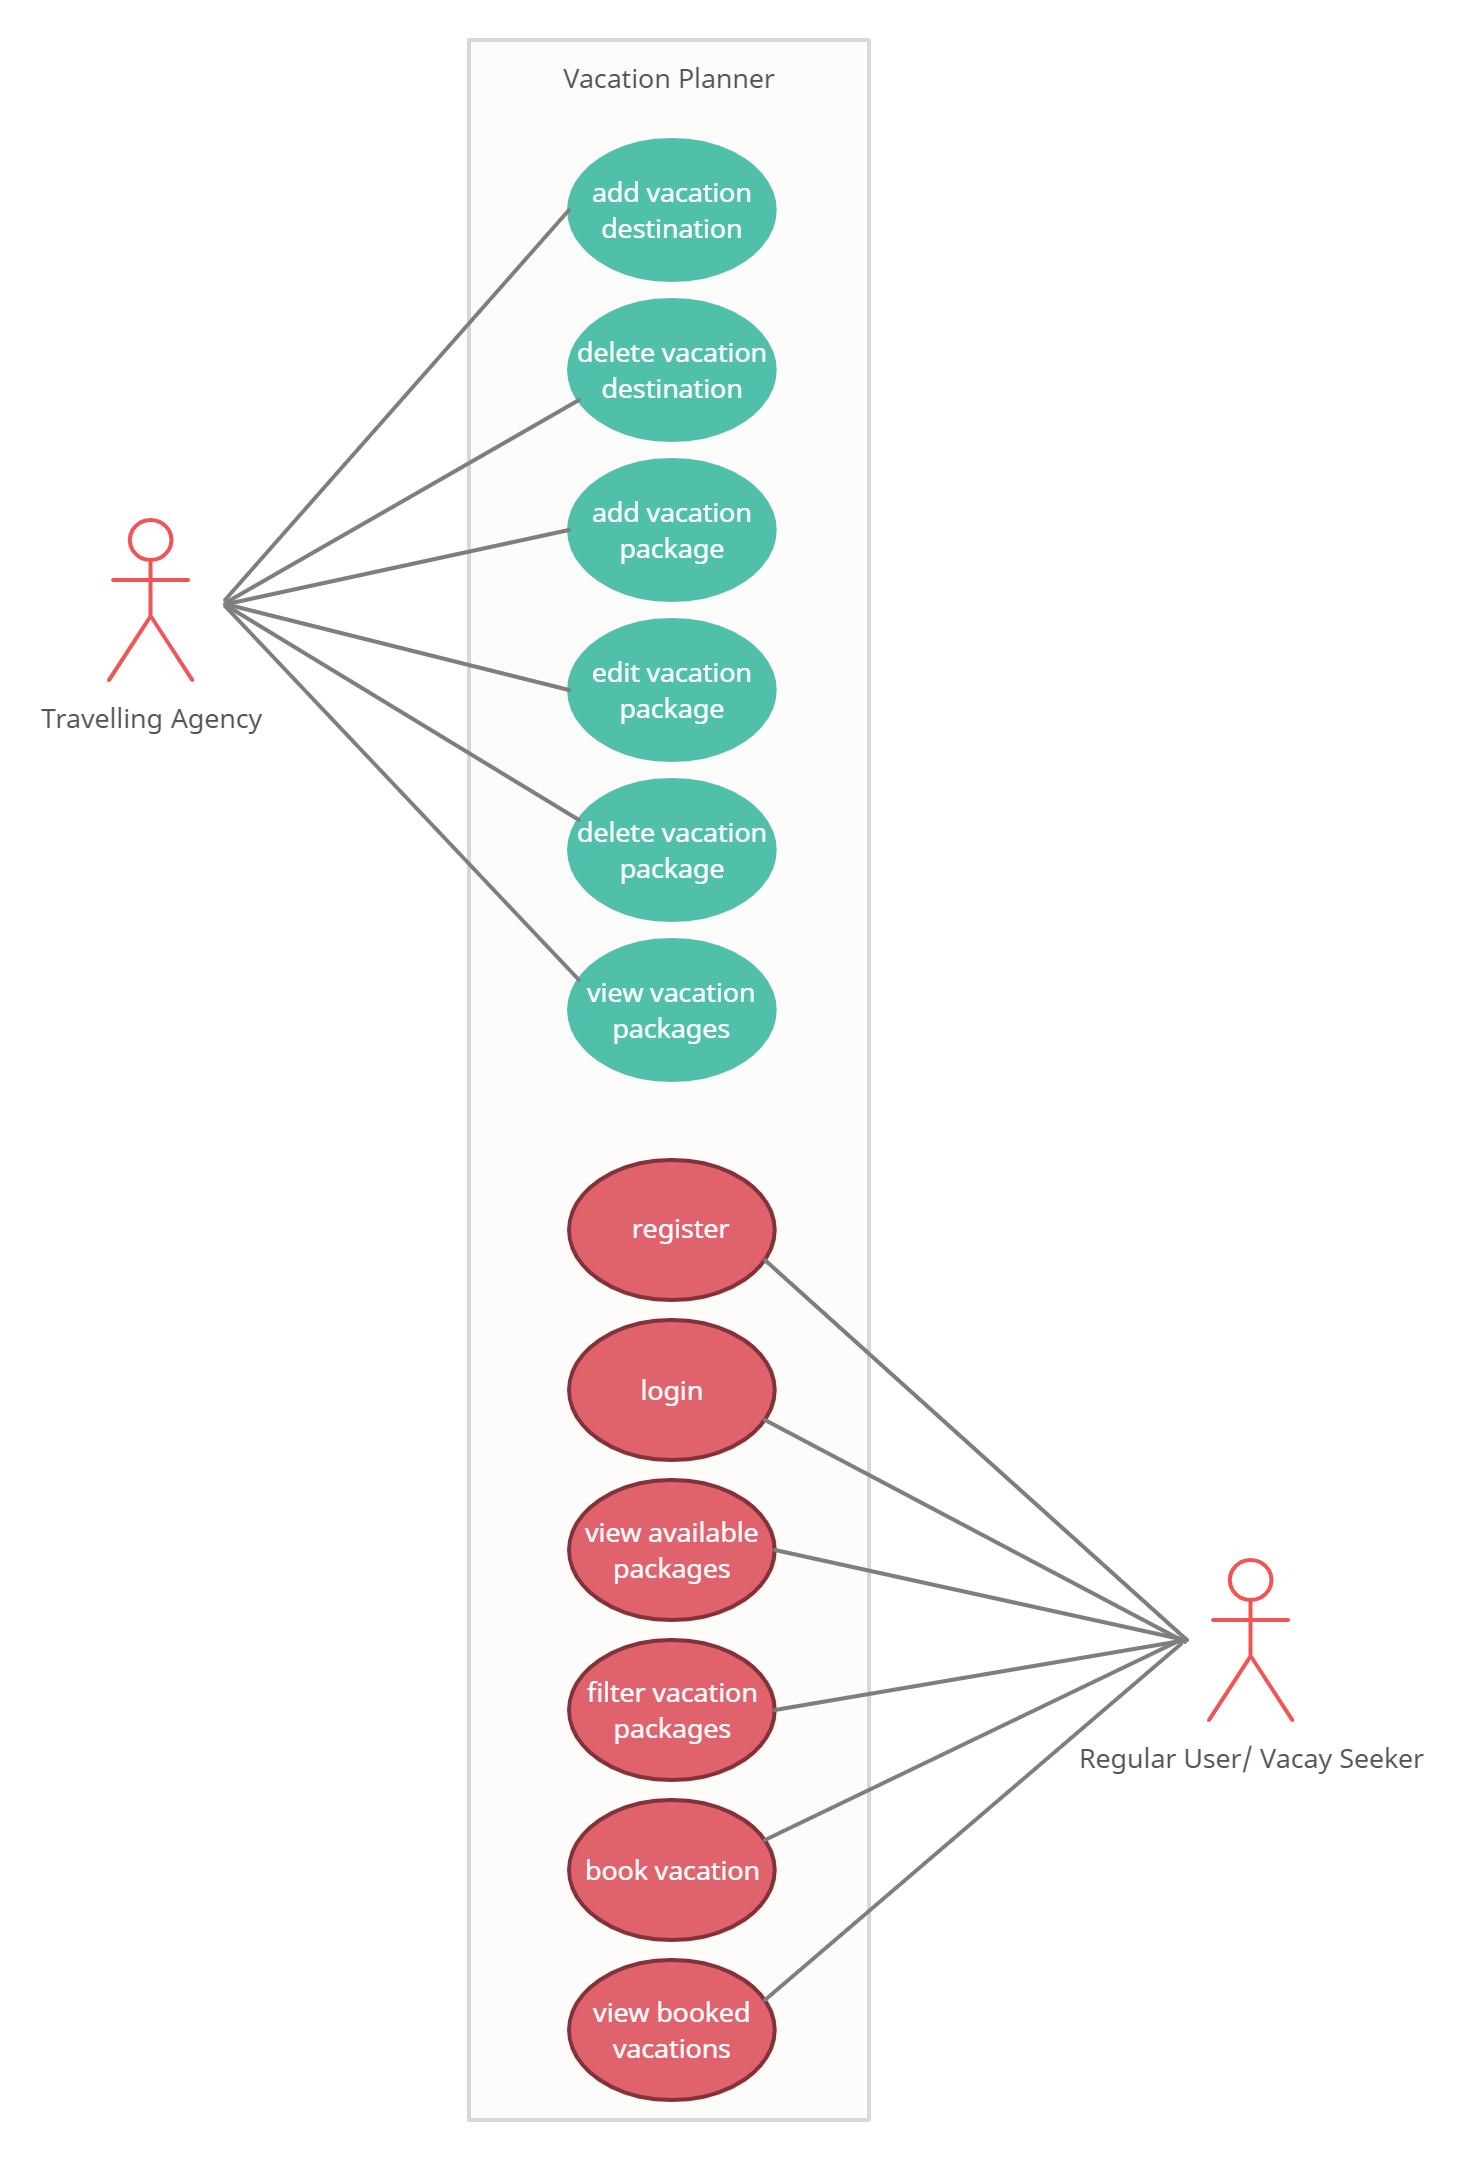 Vacation Planner
add vacation
destination
delete vacation
destination
add vacation
package
edit vacation
package
delete vacation
package
view vacation
packages
Travelling Agency
register
login
view available
packages
filter vacation
packages
book vacation
view booked
vacations
Regular User/ Vacay Seeker